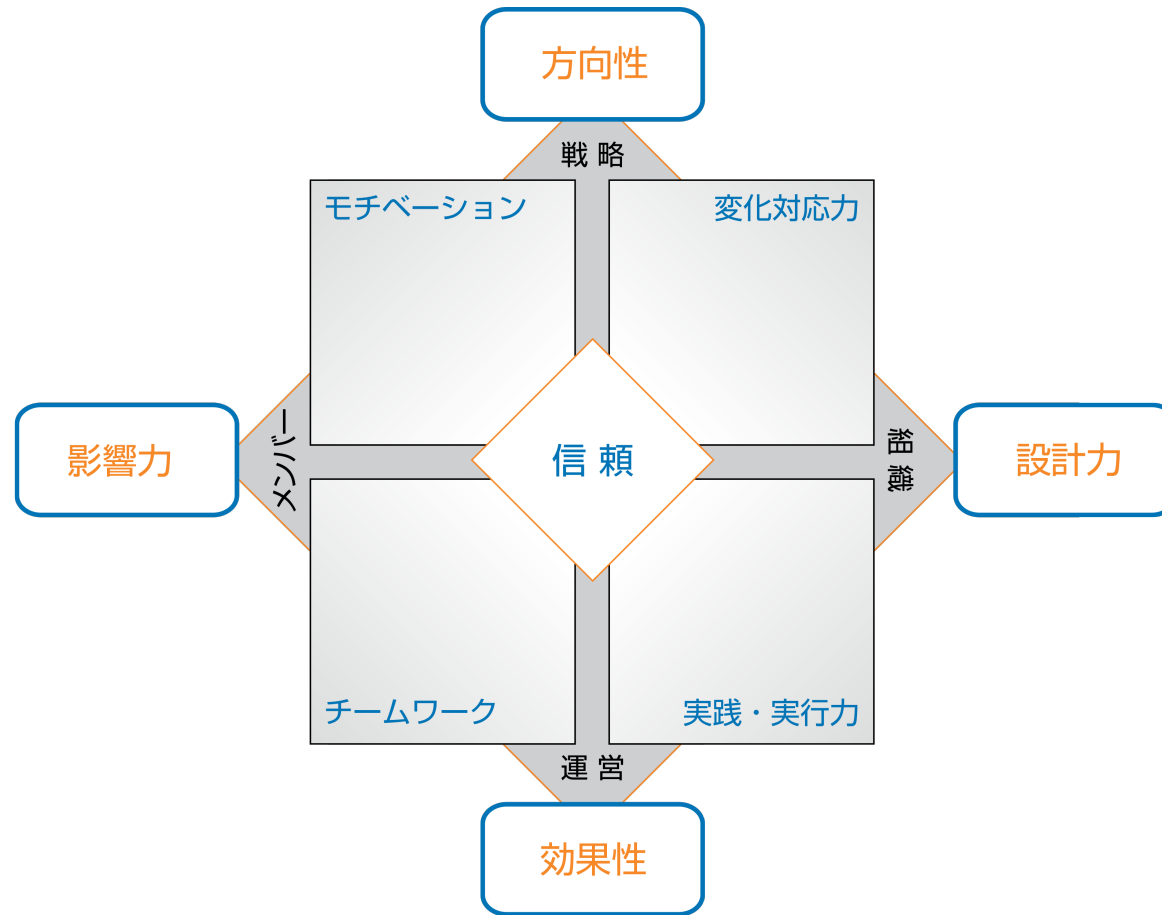 方向性
戦略
モチベーション
変化対応力
影響力
メンバー
信頼
組織
設計力
チームワーク
実践・実行力
運営
効果性